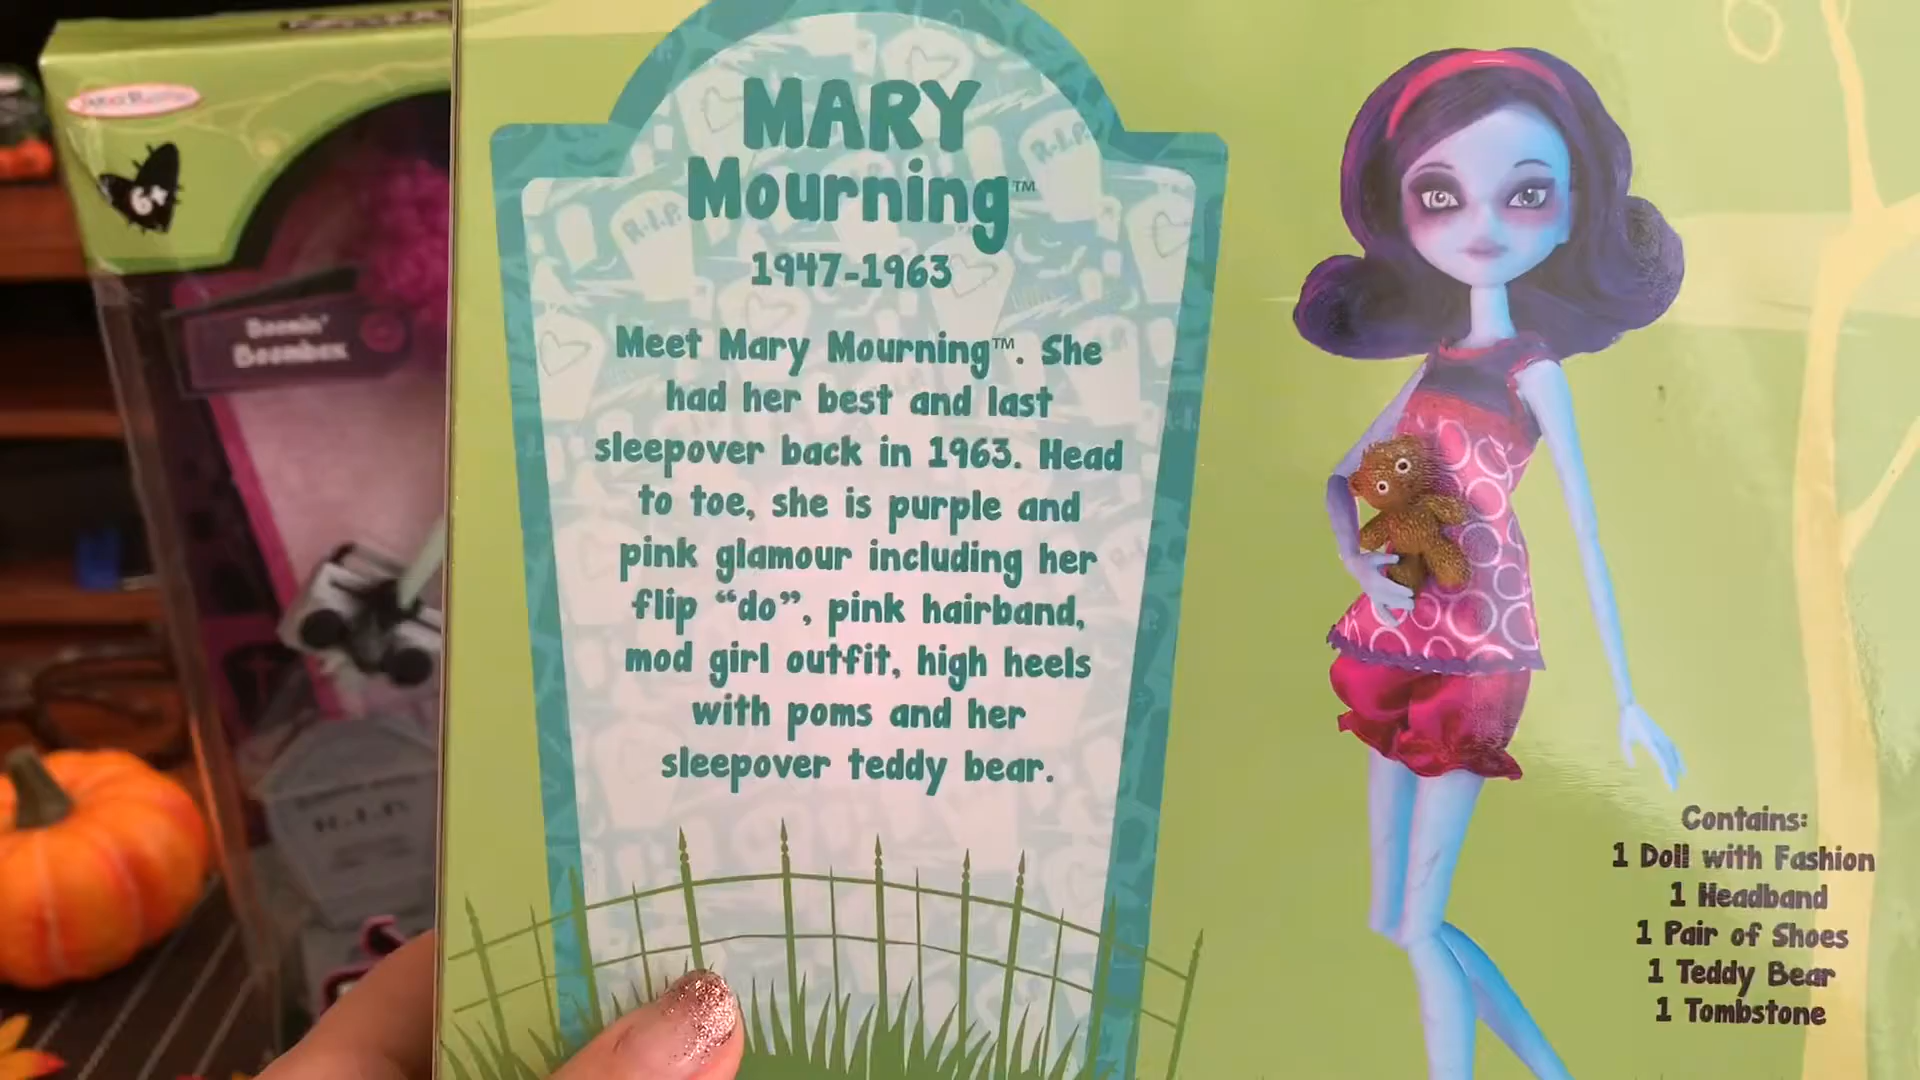 MARY
Mourning™
1947-1963
Meet Mary Mourning™. She
had her best and last
sleepover back in 1963. Head
to toe, she is purple and
pink glamour including her
flip “do”, pink hairband,
mod girl outfit, high heels
with poms and her
sleepover teddy bear.
Contains:
1 Doll with Fashion
1 Headband
1 Pair of Shoes
1 Teddy Bear
1 Tombstone
6+
Boomin'
Boombox
R.I.P.
R.I.P.
R.I.P.